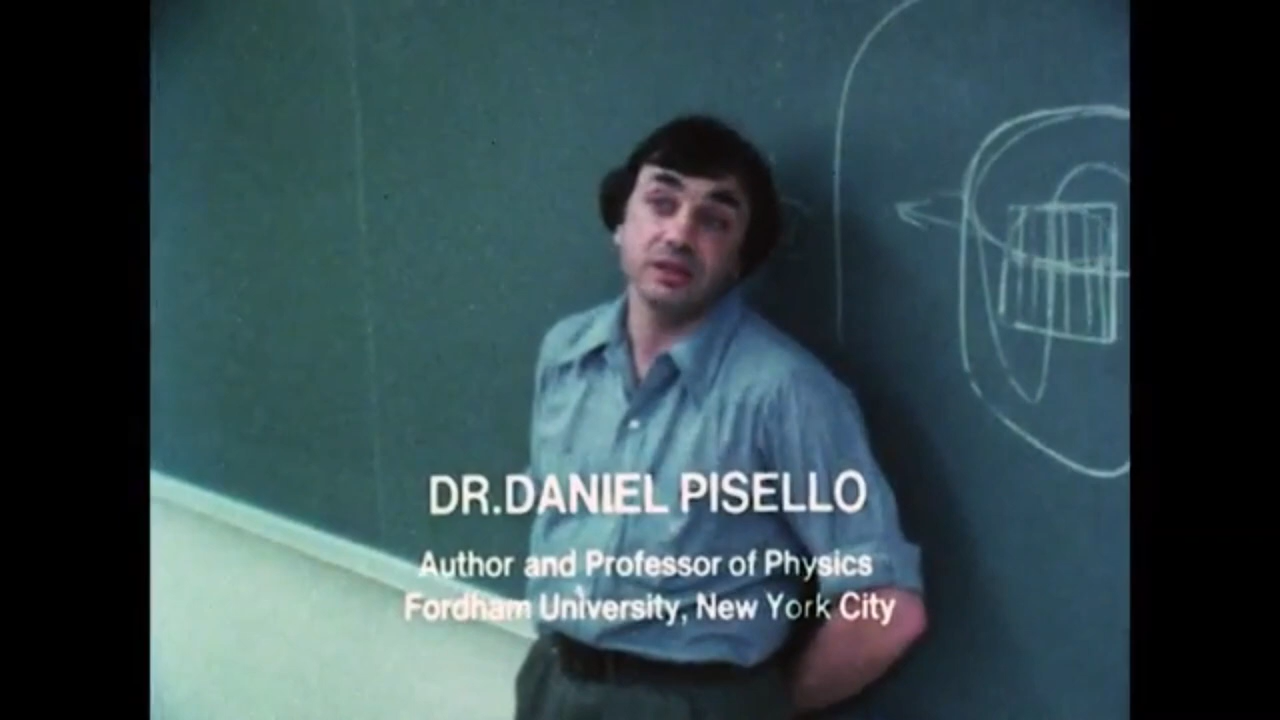 DR.DANIEL PISELLO
Author and Professor of Physics
Fordham University, New York City